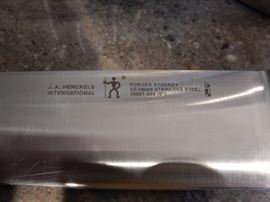 J.A. HENCKELS
INTERNATIONAL
FORGED SYNERGY
GERMAN STAINLESS STEEL